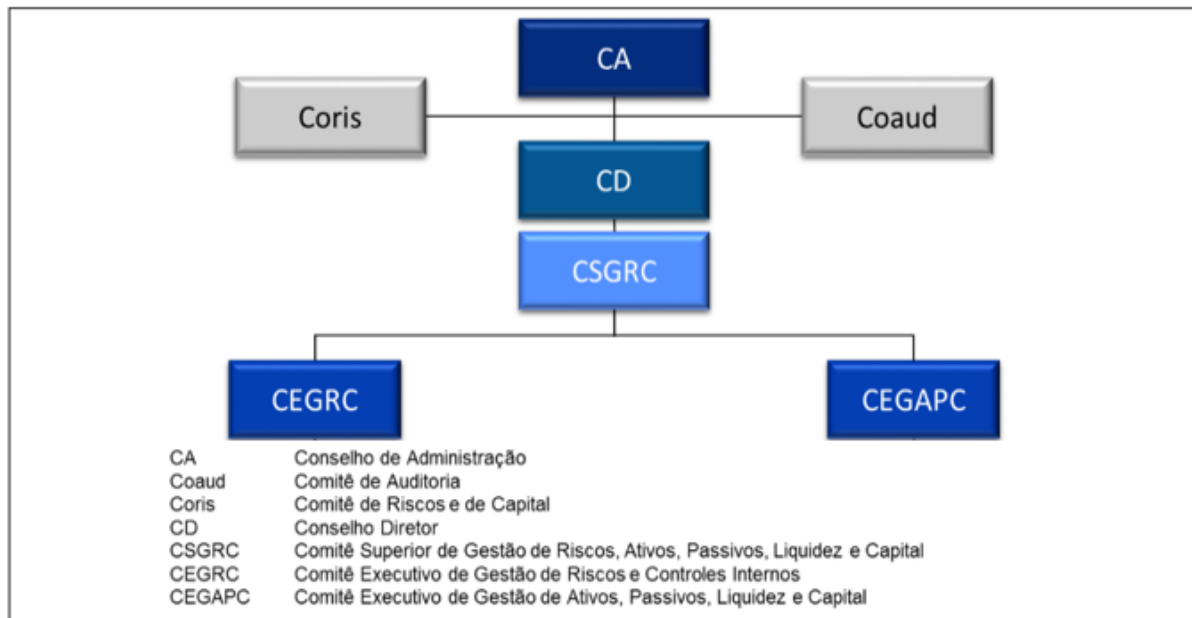 CA
Coris
Coaud
CD
CSGRC
CEGRC
CEGAPC
CA Conselho de Administração
Coaud Comitê de Auditoria
Coris Comitê de Riscos e de Capital
CD Conselho Diretor
CSGRC Comitê Superior de Gestão de Riscos, Ativos, Passivos, Liquidez e Capital
CEGRC Comitê Executivo de Gestão de Riscos e Controles Internos
CEGAPC Comitê Executivo de Gestão de Ativos, Passivos, Liquidez e Capital